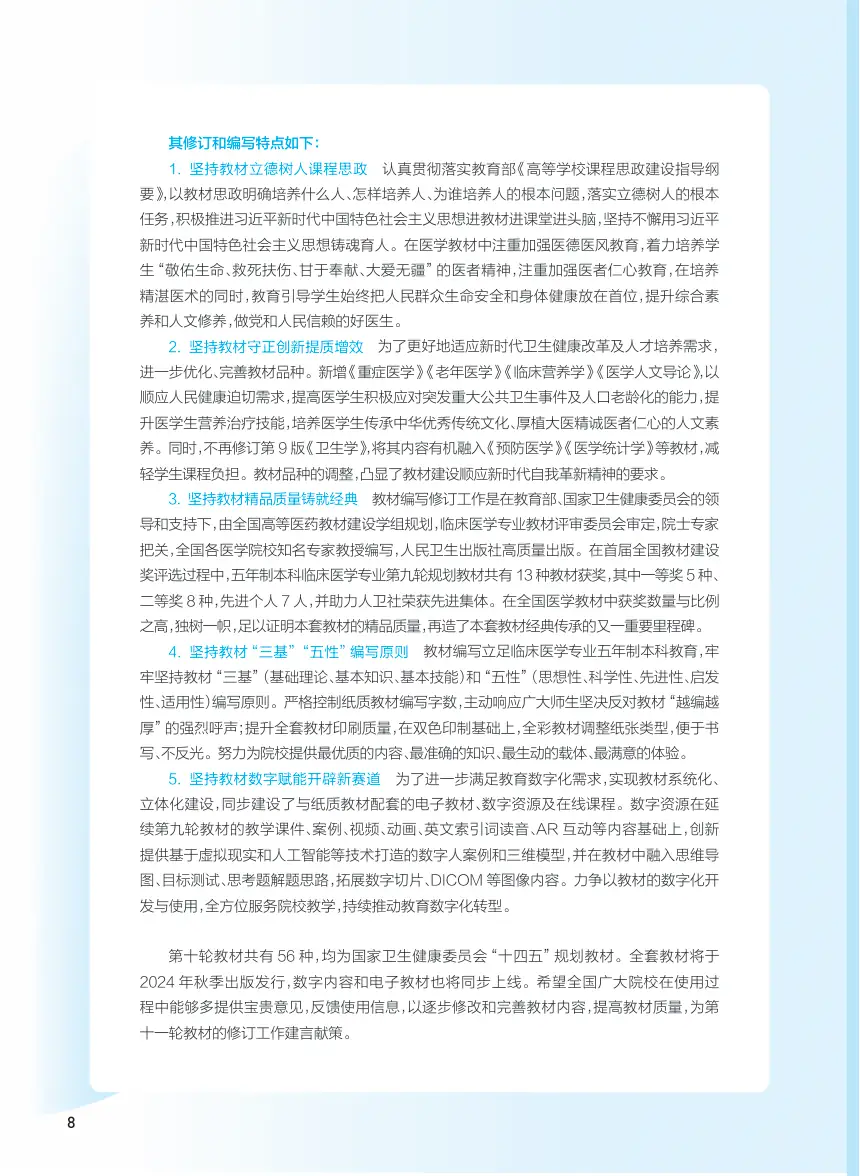 其修订和编写特点如下：
1. 坚持教材立德树人课程思政 认真贯彻落实教育部《高等学校课程思政建设指导纲
要》，以教材思政明确培养什么人、怎样培养人、为谁培养人的根本问题，落实立德树人的根本
任务，积极推进习近平新时代中国特色社会主义思想进教材进课堂进头脑，坚持不懈用习近平
新时代中国特色社会主义思想铸魂育人。在医学教材中注重加强医德医风教育，着力培养学
生“敬佑生命、救死扶伤、甘于奉献、大爱无疆”的医者精神，注重加强医者仁心教育，在培养
精湛医术的同时，教育引导学生始终把人民群众生命安全和身体健康放在首位，提升综合素
养和人文修养，做党和人民信赖的好医生。
2. 坚持教材守正创新提质增效 为了更好地适应新时代卫生健康改革及人才培养需求，
进一步优化、完善教材品种。新增《重症医学》《老年医学》《临床营养学》《医学人文导论》，以
顺应人民健康迫切需求，提高医学生积极应对突发重大公共卫生事件及人口老龄化的能力，提
升医学生营养治疗技能，培养医学生传承中华优秀传统文化、厚植大医精诚医者仁心的人文素
养。同时，不再修订第 9 版《卫生学》，将其内容有机融入《预防医学》《医学统计学》等教材，减
轻学生课程负担。教材品种的调整，凸显了教材建设顺应新时代自我革新精神的要求。
3. 坚持教材精品质量铸就经典 教材编写修订工作是在教育部、国家卫生健康委员会的领
导和支持下，由全国高等医药教材建设学组规划，临床医学专业教材评审委员会审定，院士专家
把关，全国各医学院校知名专家教授编写，人民卫生出版社高质量出版。在首届全国教材建设
奖评选过程中，五年制本科临床医学专业第九轮规划教材共有 13 种教材获奖，其中一等奖 5 种、
二等奖 8 种，先进个人 7 人，并助力人卫社荣获先进集体。在全国医学教材中获奖数量与比例
之高，独树一帜，足以证明本套教材的精品质量，再造了本套教材经典传承的又一重要里程碑。
4. 坚持教材“三基”“五性”编写原则 教材编写立足临床医学专业五年制本科教育，牢
牢坚持教材“三基”（基础理论、基本知识、基本技能）和“五性”（思想性、科学性、先进性、启发
性、适用性）编写原则。严格控制纸质教材编写字数，主动响应广大师生坚决反对教材“越编越
厚”的强烈呼声；提升全套教材印刷质量，在双色印制基础上，全彩教材调整纸张类型，便于书
写、不反光。努力为院校提供最优质的内容、最准确的知识、最生动的载体、最满意的体验。
5. 坚持教材数字赋能开辟新赛道 为了进一步满足教育数字化需求，实现教材系统化、
立体化建设，同步建设了与纸质教材配套的电子教材、数字资源及在线课程。数字资源在延
续第九轮教材的教学课件、案例、视频、动画、英文索引词读音、AR 互动等内容基础上，创新
提供基于虚拟现实和人工智能等技术打造的数字人案例和三维模型，并在教材中融入思维导
图、目标测试、思考题解题思路，拓展数字切片、DICOM 等图像内容。力争以教材的数字化开
发与使用，全方位服务院校教学，持续推动教育数字化转型。
第十轮教材共有 56 种，均为国家卫生健康委员会“十四五”规划教材。全套教材将于
2024 年秋季出版发行，数字内容和电子教材也将同步上线。希望全国广大院校在使用过
程中能够多提供宝贵意见，反馈使用信息，以逐步修改和完善教材内容，提高教材质量，为第
十一轮教材的修订工作建言献策。
8